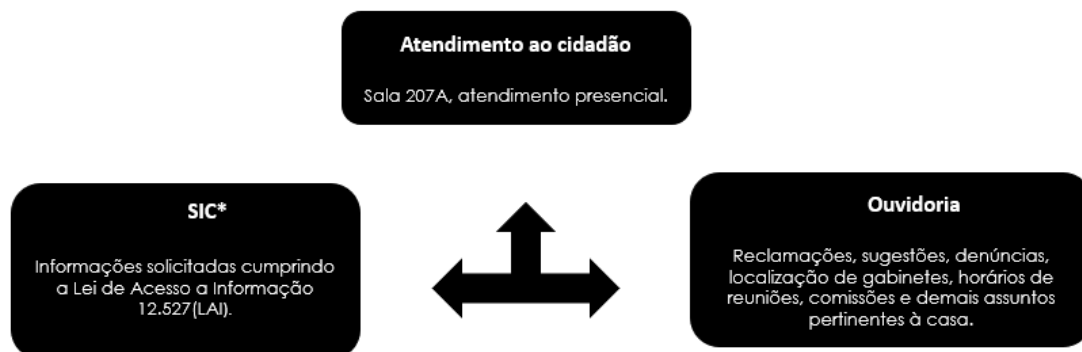 Atendimento ao cidadão
Sala 207A, atendimento presencial.
SIC*
Informações solicitadas cumprindo
a Lei de Acesso a Informação
12.527(LAI).
Ouvidoria
Reclamações, sugestões, denúncias,
localização de gabinetes, horários de
reuniões, comissões e demais assuntos
pertinentes à casa.